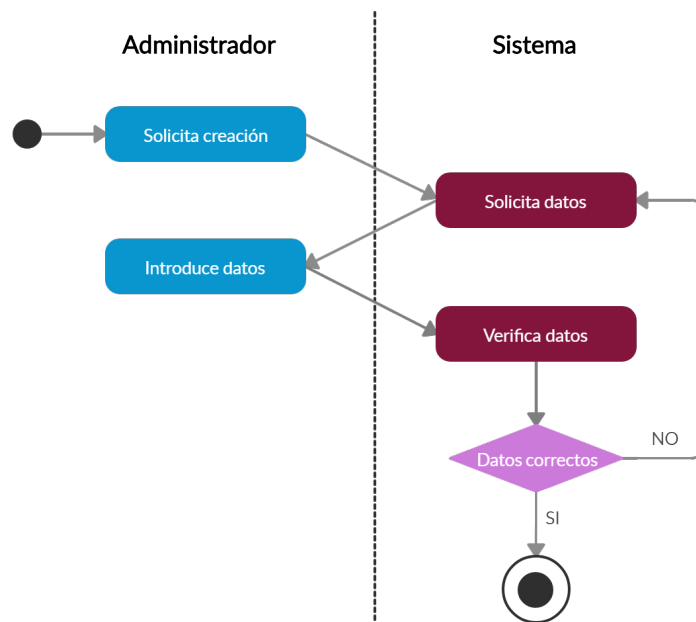 Administrador
Sistema
Solicita creación
Solicita datos
Introduce datos
Verifica datos
Datos correctos
NO
SI